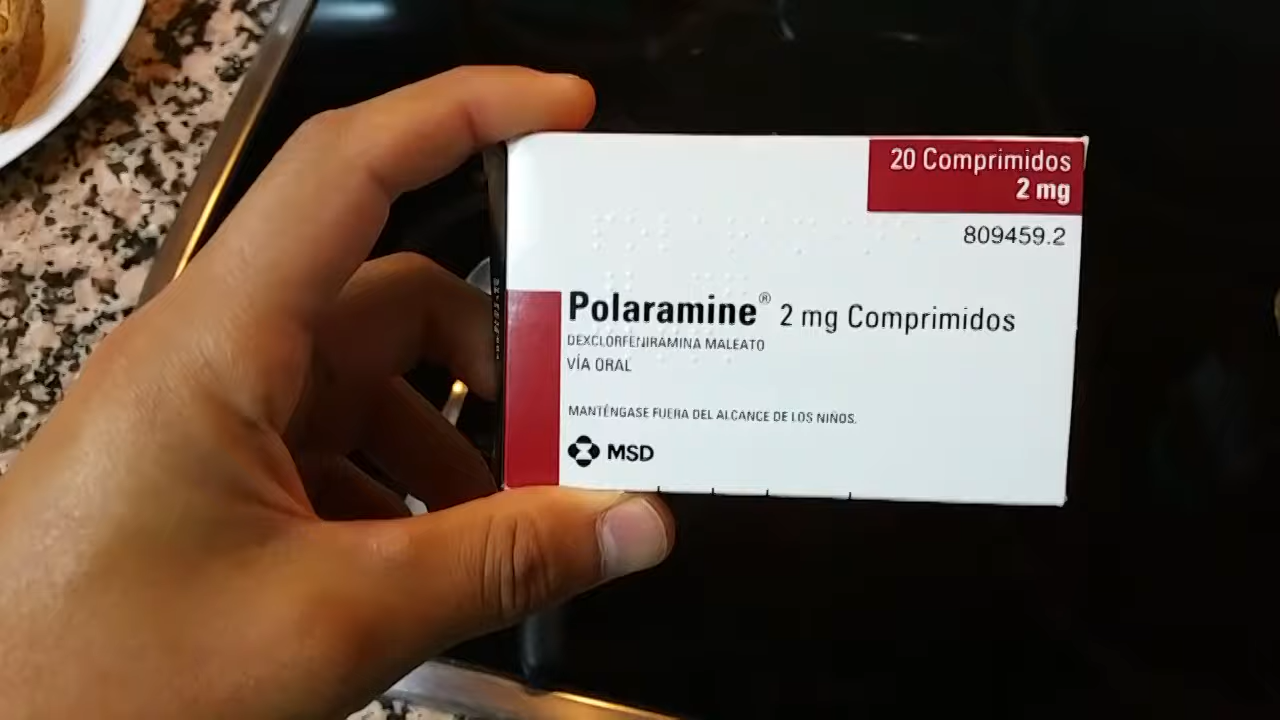 20 Comprimidos
2 mg
809459.2
Polaramine® 2 mg Comprimidos
DEXCLORFENIRAMINA MALEATO
VÍA ORAL
MANTÉNGASE FUERA DEL ALCANCE DE LOS NIÑOS.
MSD